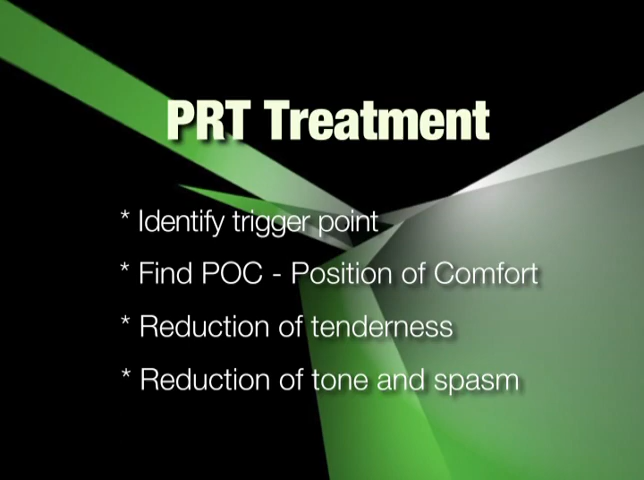 PRT Treatment
* Identify trigger point
* Find POC - Position of Comfort
* Reduction of tenderness
* Reduction of tone and spasm